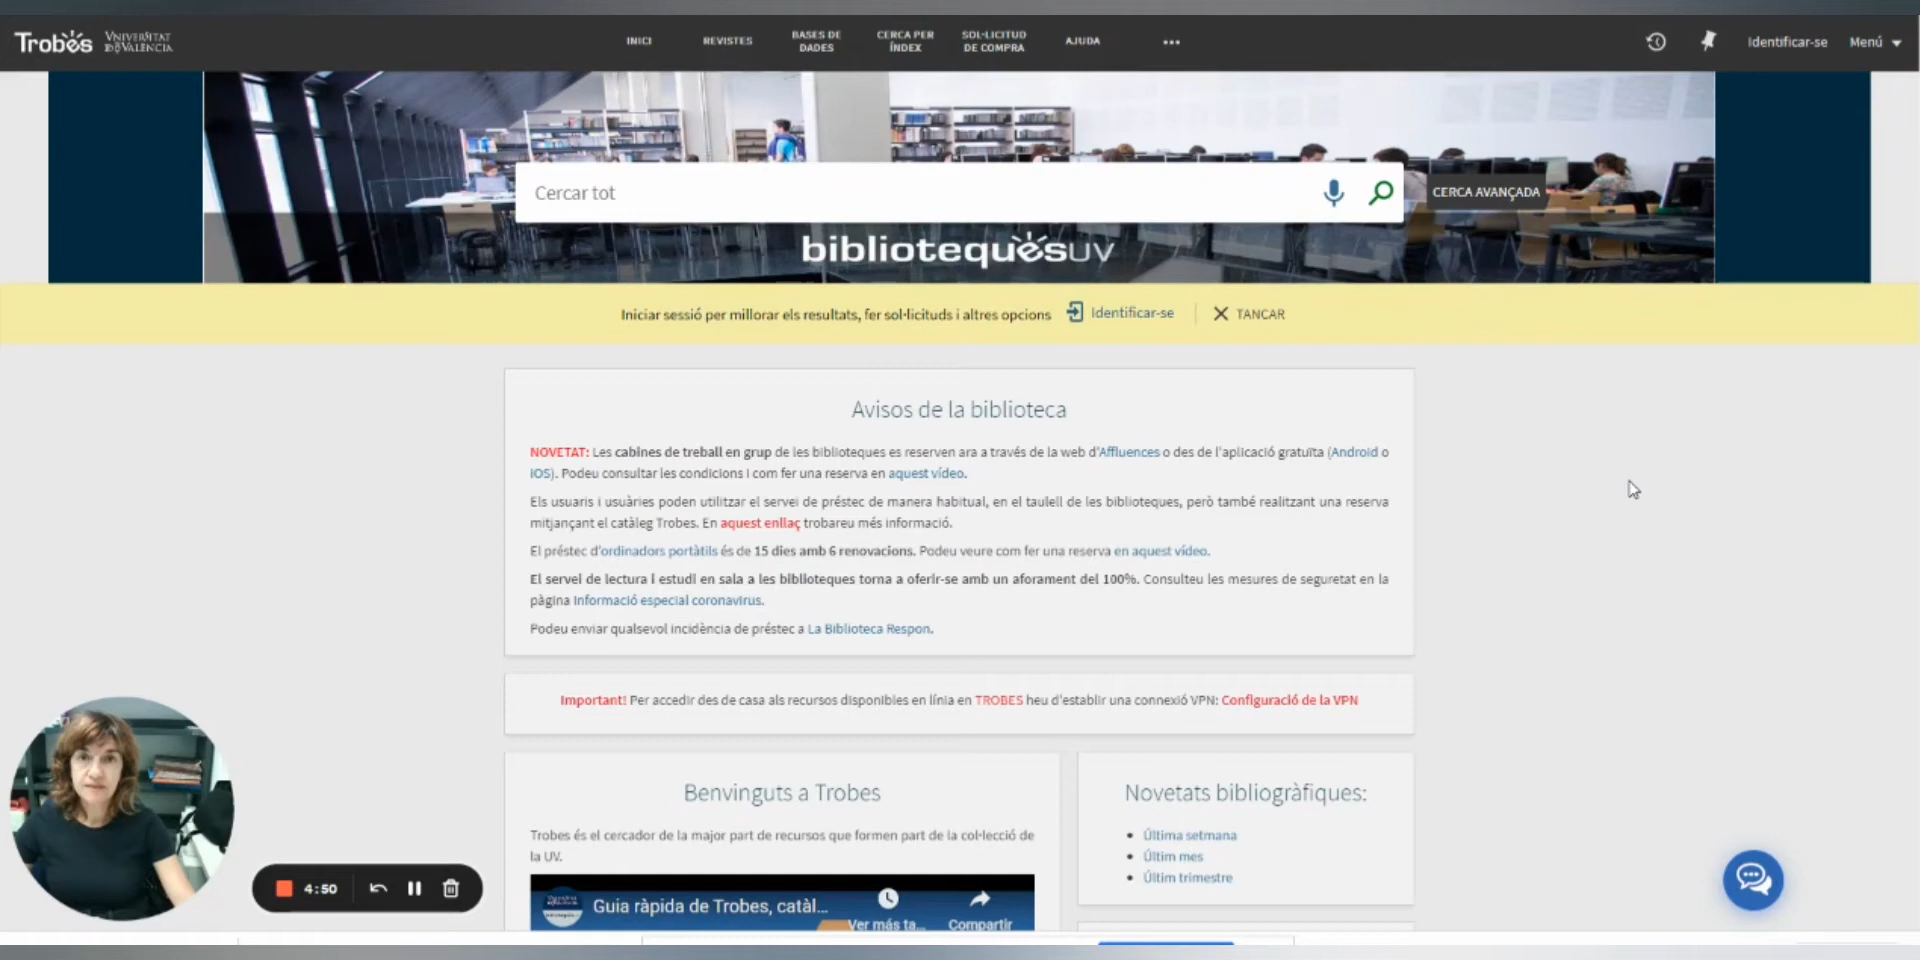 Trobes VNIVERSITAT
D VALÈNCIA
INICI
REVISTES
BASES DE
DADES
CERCA PER
ÍNDEX
SOL·LICITUD
DE COMPRA
AJUDA
Identificar-se
Menú
Cercar tot
CERCA AVANÇADA
bibliotequesUV
Iniciar sessió per millorar els resultats, fer sol·licituds i altres opcions Identificar-se TANCAR
Avisos de la biblioteca
NOVETAT: Les cabines de treball en grup de les biblioteques es reserven ara a través de la web d'Affluences o des de l'aplicació gratuïta (Android o
iOS). Podeu consultar les condicions i com fer una reserva en aquest vídeo.
Els usuaris i usuàries poden utilitzar el servei de préstec de manera habitual, en el taulell de les biblioteques, però també realitzant una reserva
mitjançant el catàleg Trobes. En aquest enllaç trobareu més informació.
El préstec d'ordinadors portàtils és de 15 dies amb 6 renovacions. Podeu veure com fer una reserva en aquest vídeo.
El servei de lectura i estudi en sala a les biblioteques torna a oferir-se amb un aforament del 100%. Consulteu les mesures de seguretat en la
pàgina Informació especial coronavirus.
Podeu enviar qualsevol incidència de préstec a La Biblioteca Respon.
Important! Per accedir des de casa als recursos disponibles en línia en TROBES heu d'establir una connexió VPN: Configuració de la VPN
Benvinguts a Trobes
Trobes és el cercador de la major part de recursos que formen part de la col·lecció de
la UV.
Guia ràpida de Trobes, catàl...
Ver más ta...
Compartir
Novetats bibliogràfiques:
Última setmana
Últim mes
Últim trimestre
4:50